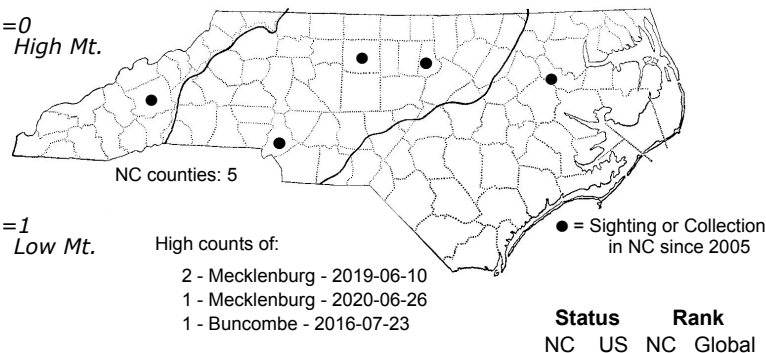 =0
High Mt.
NC counties: 5
=1
Low Mt.
High counts of:
2 - Mecklenburg - 2019-06-10
1 - Mecklenburg - 2020-06-26
1 - Buncombe - 2016-07-23
● = Sighting or Collection
in NC since 2005
Status Rank
NC US NC Global